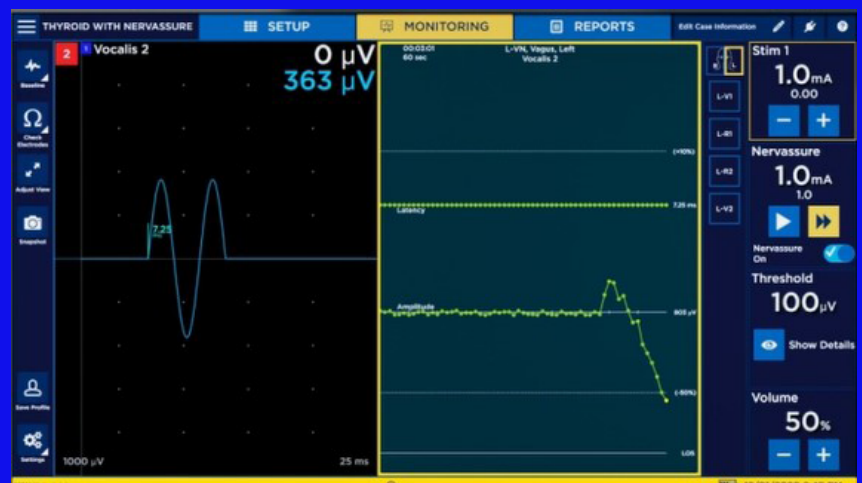 THYROID WITH NERVASSURE
SETUP
MONITORING
REPORTS
Edit Case Information
Baseline
Check
Electrodes
Adjust View
Snapshot
Save Profile
Settings
2
1
Vocalis 2
0 µV
363 µV
7.25
1000 µV
25 ms
00:03:01
60 sec
L-VN, Vagus, Left
Vocalis 2
(+10%)
Latency
7.25 ms
Amplitude
803 µV
(-50%)
LOS
R
L
L-V1
L-R1
L-R2
L-V2
Stim 1
1.0mA
0.00
Nervassure
1.0mA
1.0
Nervassure
On
Threshold
100µV
Show Details
Volume
50%